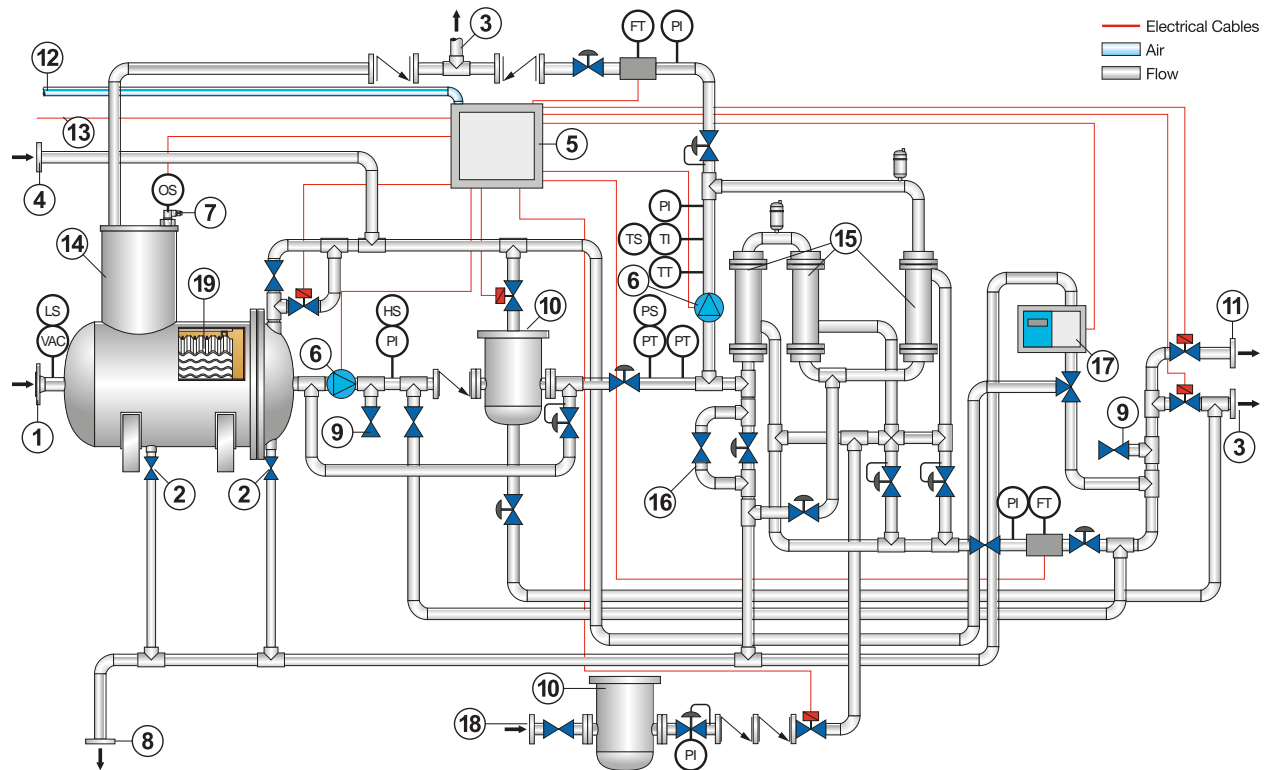 3
FT
PI
Electrical Cables
Air
Flow
12
13
5
4
OS
7
PI
TS
TI
TT
15
14
19
LS
VAC
HS
PI
10
6
PS
PT
PT
6
17
11
1
9
3
9
2
2
16
PI
FT
10
18
PI
8